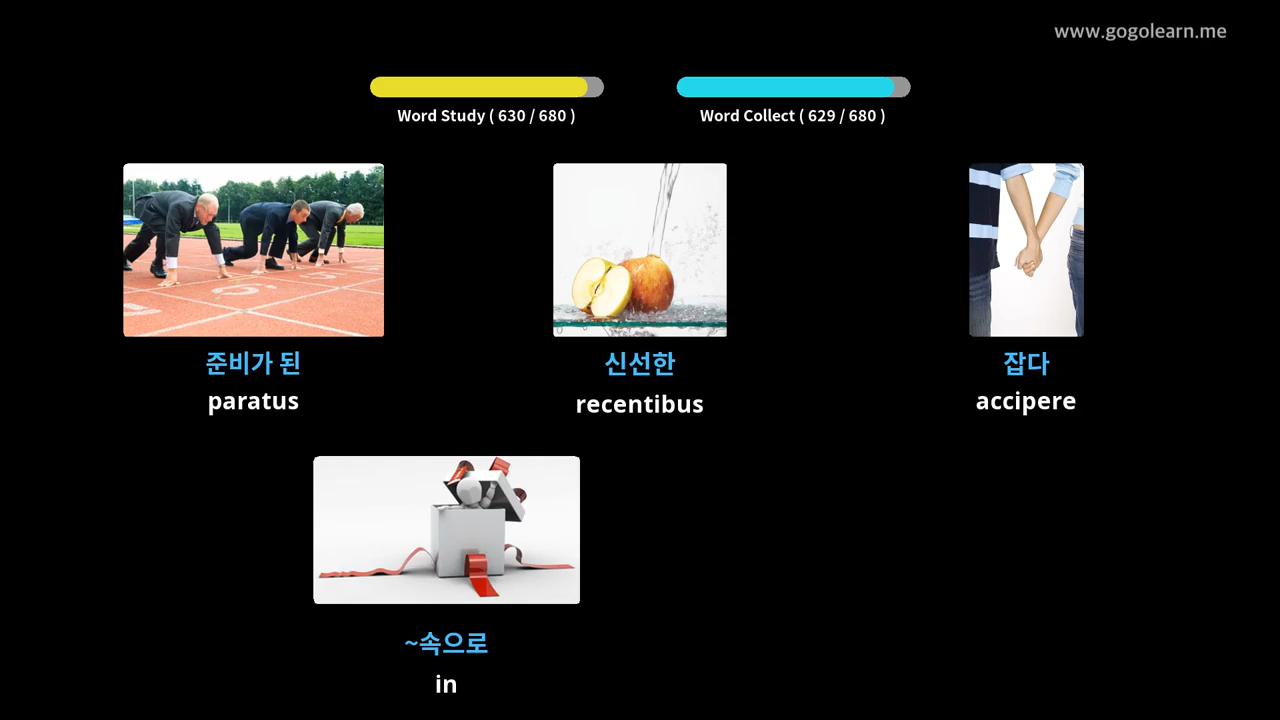 www.gogolearn.me
Word Study ( 630 / 680 )
Word Collect ( 629 / 680 )
준비가 된
paratus
신선한
recentibus
잡다
accipere
~속으로
in